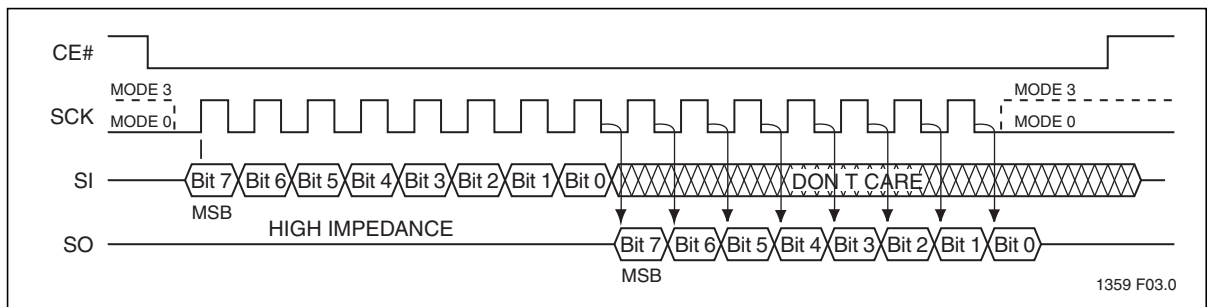 CE#
MODE 3 MODE 3
SCK MODE 0 MODE 0
SI Bit 7 Bit 6 Bit 5 Bit 4 Bit 3 Bit 2 Bit 1 Bit 0 DON T CARE
MSB
HIGH IMPEDANCE
SO Bit 7 Bit 6 Bit 5 Bit 4 Bit 3 Bit 2 Bit 1 Bit 0
MSB
1359 F03.0